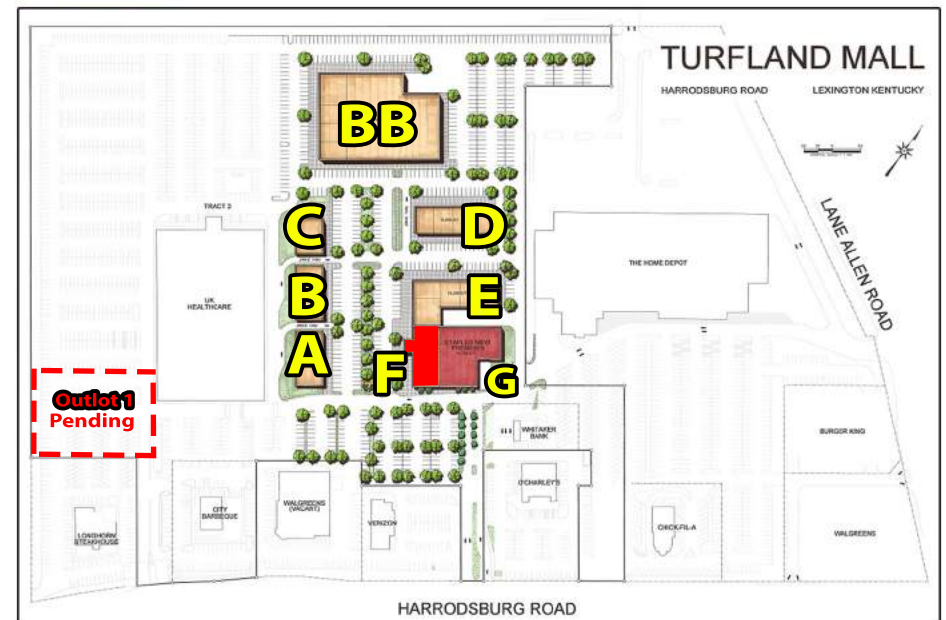 TURFLAND MALL
HARRODSBURG ROAD
LEXINGTON KENTUCKY
BB
TRACT 2
C
D
LANE ALLEN ROAD
THE HOME DEPOT
UK
HEALTHCARE
B
E
A
F
G
Outlot 1
Pending
WHITAKER
BANK
BURGER KING
O'CHARLEY'S
WALGREENS
(VACANT)
CITY
BARBEQUE
VERIZON
LONGHORN
STEAKHOUSE
CHICK-FIL-A
WALGREENS
HARRODSBURG ROAD